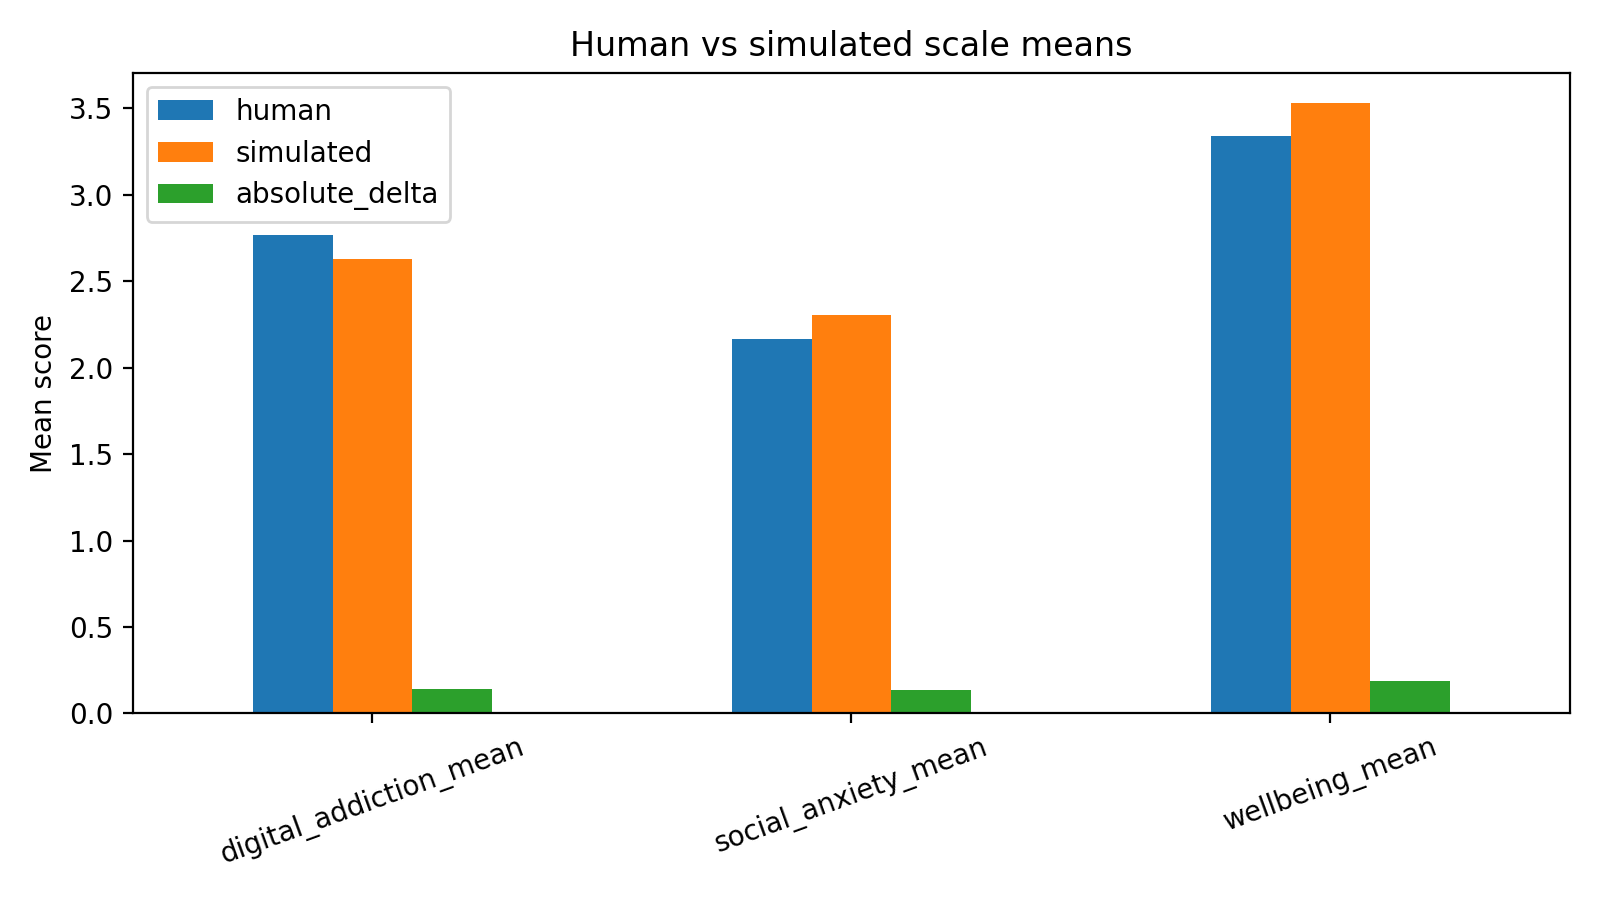 Human vs simulated scale means
human
simulated
absolute_delta
Mean score
3.5
3.0
2.5
2.0
1.5
1.0
0.5
0.0
digital_addiction_mean
social_anxiety_mean
wellbeing_mean